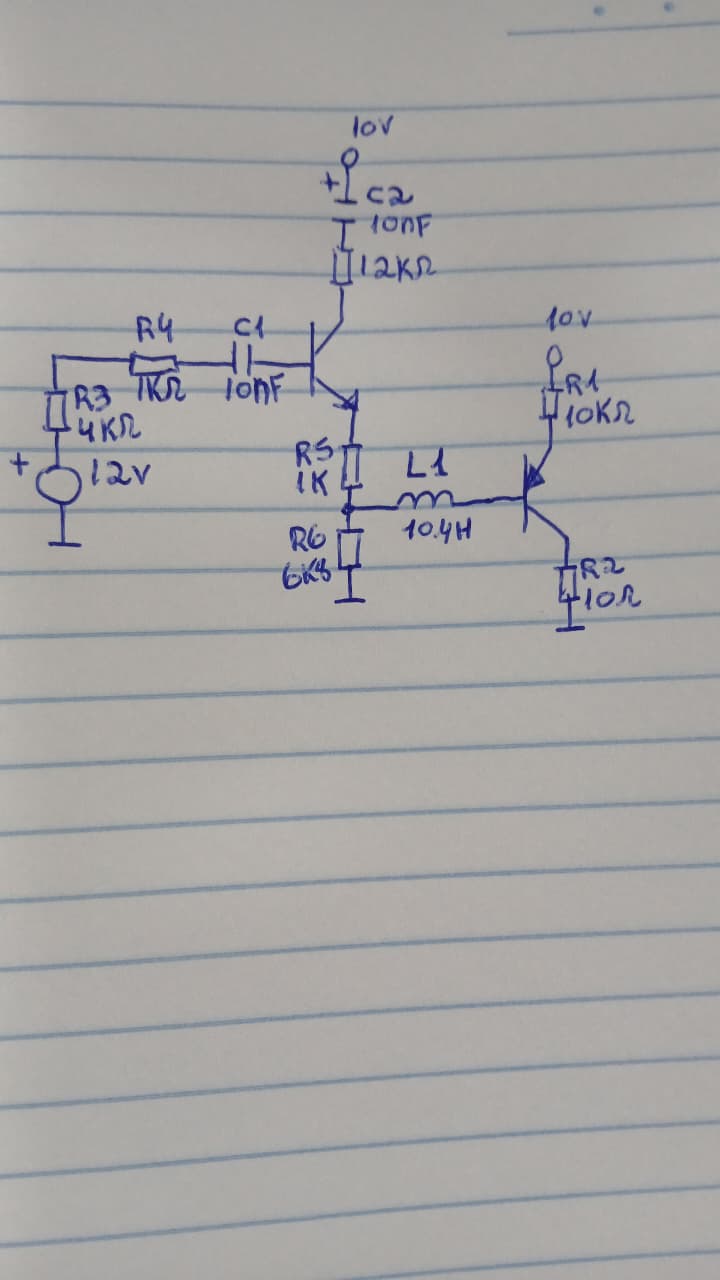 10V
+
C2
10nF
12KΩ
R4
C1
1KΩ
10nF
10V
R1
10KΩ
R3
4KΩ
+
12V
R5
1K
L1
10.4H
R6
6K8
R2
10Ω